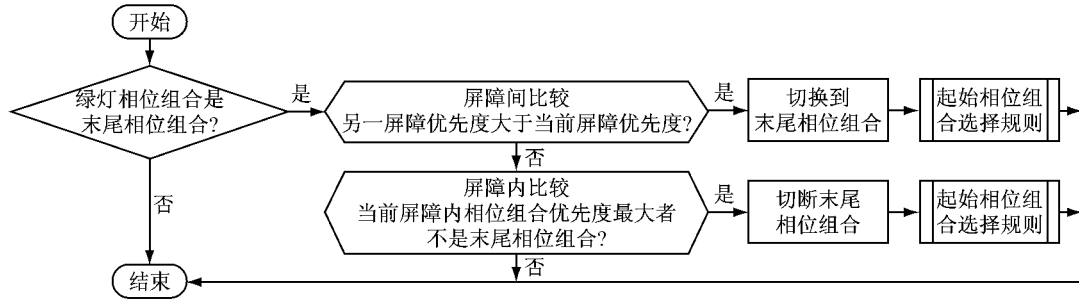 开始
绿灯相位组合是
末尾相位组合?
是
屏障间比较
另一屏障优先度大于当前屏障优先度?
是
切换到
末尾相位组合
起始相位组
合选择规则
否
否
屏障内比较
当前屏障内相位组合优先度最大者
不是末尾相位组合?
是
切断末尾
相位组合
起始相位组
合选择规则
否
结束